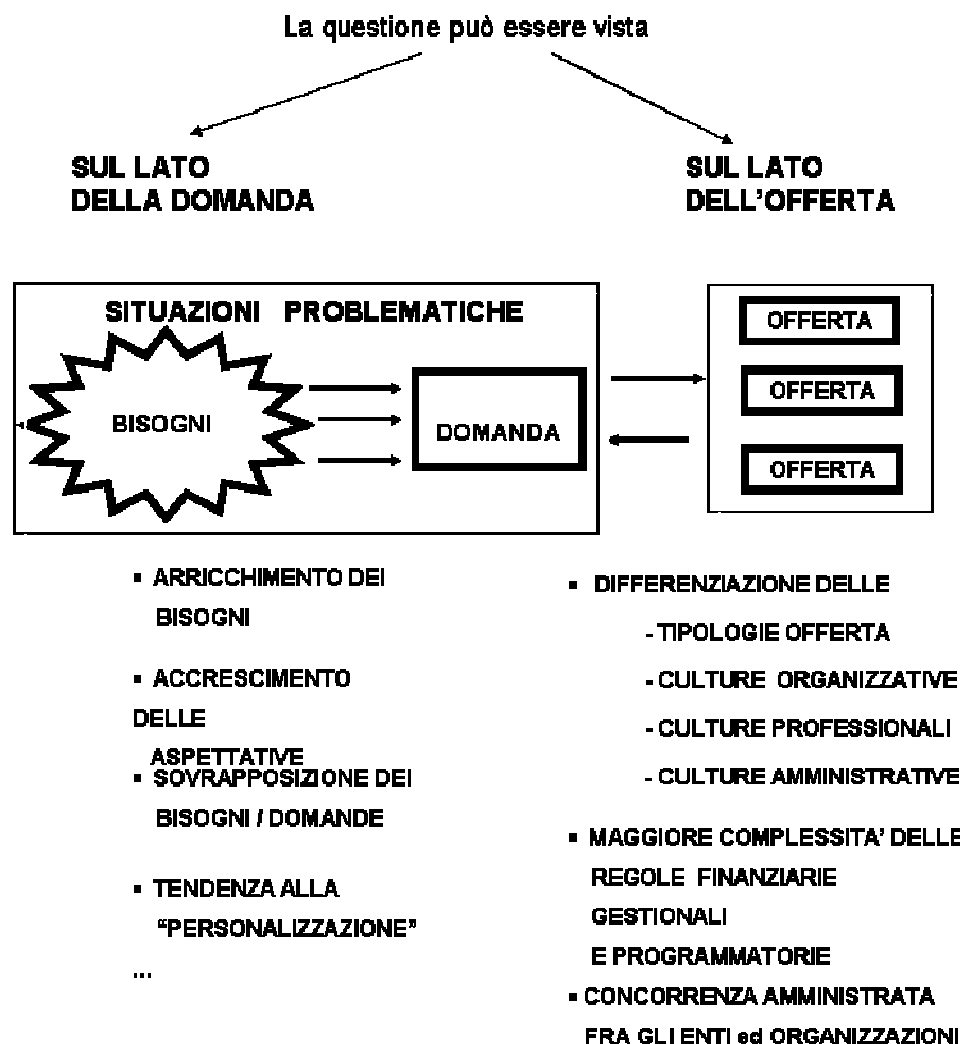 La questione può essere vista
SUL LATO
DELLA DOMANDA
SUL LATO
DELL'OFFERTA
SITUAZIONI PROBLEMATICHE
BISOGNI
DOMANDA
OFFERTA
OFFERTA
OFFERTA
▪ ARRICCHIMENTO DEI
BISOGNI
▪ ACCRESCIMENTO
DELLE
ASPETTATIVE
▪ SOVRAPPOSIZIONE DEI
BISOGNI / DOMANDE
▪ TENDENZA ALLA
“PERSONALIZZAZIONE”
...
▪ DIFFERENZIAZIONE DELLE
- TIPOLOGIE OFFERTA
- CULTURE ORGANIZZATIVE
- CULTURE PROFESSIONALI
- CULTURE AMMINISTRATIVE
▪ MAGGIORE COMPLESSITA’ DELLE
REGOLE FINANZIARIE
GESTIONALI
E PROGRAMMATORIE
▪ CONCORRENZA AMMINISTRATA
FRA GLI ENTI ed ORGANIZZAZIONI